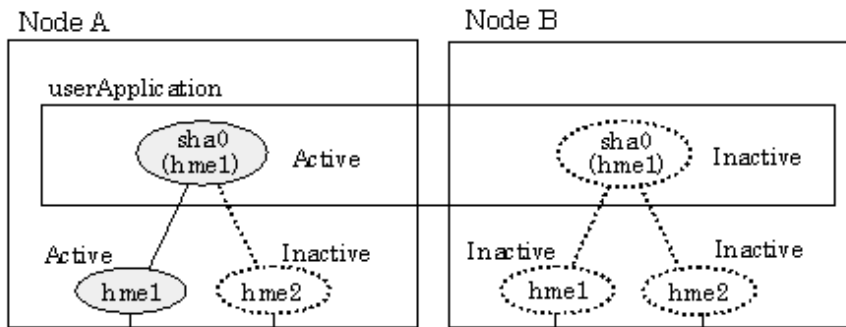 Node A
Node B
userApplication
sha0
(hme1)
Active
sha0
(hme1)
Inactive
Active
Inactive
Inactive
Inactive
hme1
hme2
hme1
hme2